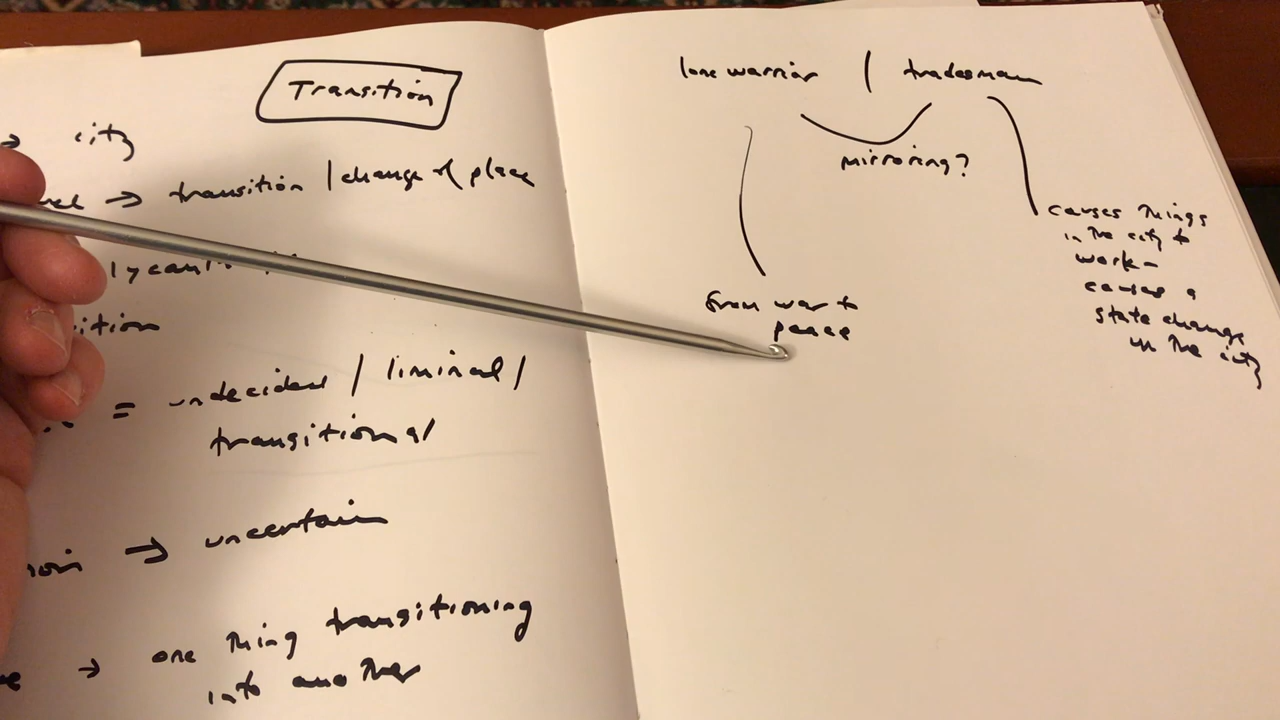 Transition
→ city
→ transition / change of place
= undecided / liminal /
transitional
→ uncertain
→ one thing transitioning
into another
lone warrior / tradesman
mirroring?
from war to
peace
causes things
in the city to
work –
causes a
state change
in the city